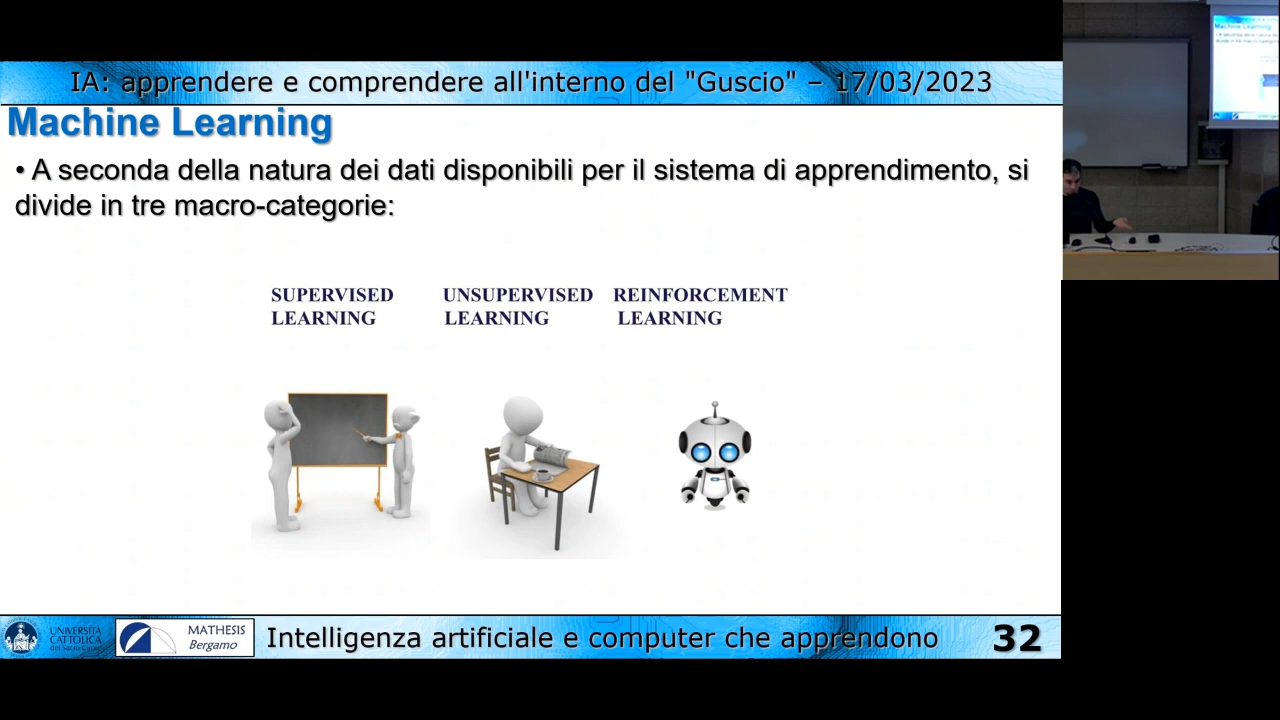 IA: apprendere e comprendere all'interno del "Guscio" – 17/03/2023
Machine Learning
• A seconda della natura dei dati disponibili per il sistema di apprendimento, si
divide in tre macro-categorie:
SUPERVISED
LEARNING
UNSUPERVISED
LEARNING
REINFORCEMENT
LEARNING
UNIVERSITÀ
CATTOLICA
del Sacro Cuore
MATHESIS
Bergamo
Intelligenza artificiale e computer che apprendono
32
Machine Learning